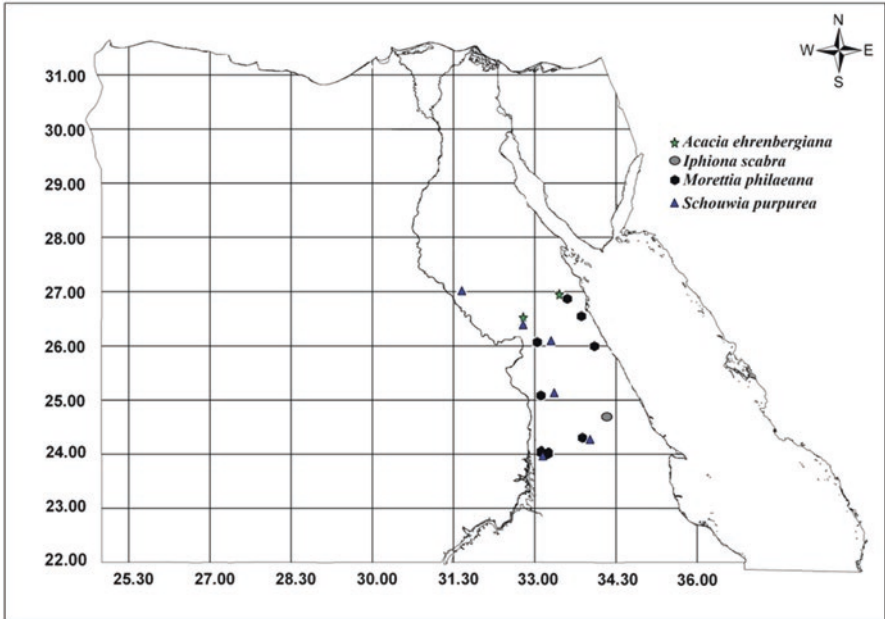 N
W E
S
31.00
30.00
29.00
28.00
27.00
26.00
25.00
24.00
23.00
22.00
Acacia ehrenbergiana
Iphiona scabra
Morettia philaeana
Schouwia purpurea
25.30 27.00 28.30 30.00 31.30 33.00 34.30 36.00